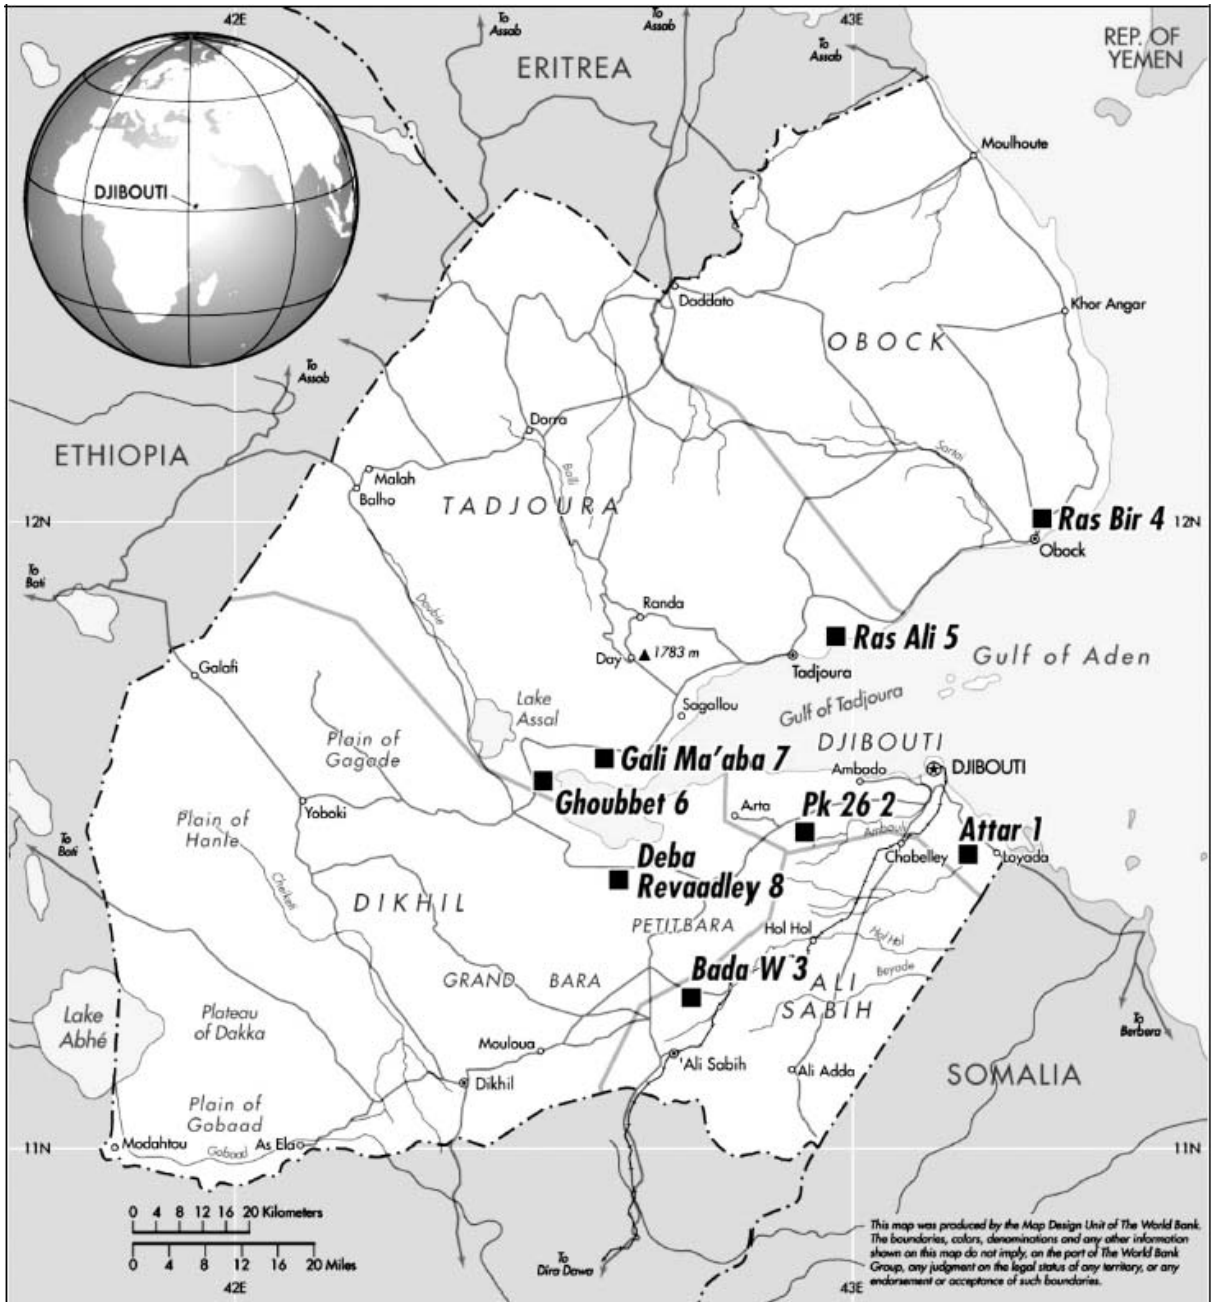 42E
43E
To
Assab
To
Assab
To
Assab
REP. OF
YEMEN
ERITREA
Moulhoute
DJIBOUTI
Daddato
Khor Angar
OBOCK
To
Assab
Dorra
ETHIOPIA
Malah
Balho
Balli
Sartai
TADJOURA
12N
Ras Bir 4
12N
Obock
To
Bati
Doubie
Randa
Ras Ali 5
Day
1783 m
Tadjoura
Gulf of Aden
Galafi
Lake
Assal
Sagallou
Gulf of Tadjoura
Plain of
Gagade
DJIBOUTI
Gali Ma'aba 7
Ambado
DJIBOUTI
Ghoubbet 6
Yoboki
Arta
Pk 26 2
Plain of
Hanle
Attar 1
To
Bati
Ambouli
Chabelley
Loyada
Deba
Revaadley 8
Cheiketi
DIKHIL
PETIT BARA
Hol Hol
Hol Hol
GRAND BARA
Bada W 3
Beyade
ALI
SABIH
Lake
Abhé
Plateau
of Dakka
To
Berbera
Mouloua
'Ali Sabih
Ali Adda
SOMALIA
Dikhil
Plain of
Gobaad
Modahtou
As Ela
Gobaad
11N
11N
0 4 8 12 16 20 Kilometers
0 4 8 12 16 20 Miles
To
Dira Dawa
This map was produced by the Map Design Unit of The World Bank.
The boundaries, colors, denominations and any other information
shown on this map do not imply, on the part of The World Bank
Group, any judgment on the legal status of any territory, or any
endorsement or acceptance of such boundaries.
42E
43E